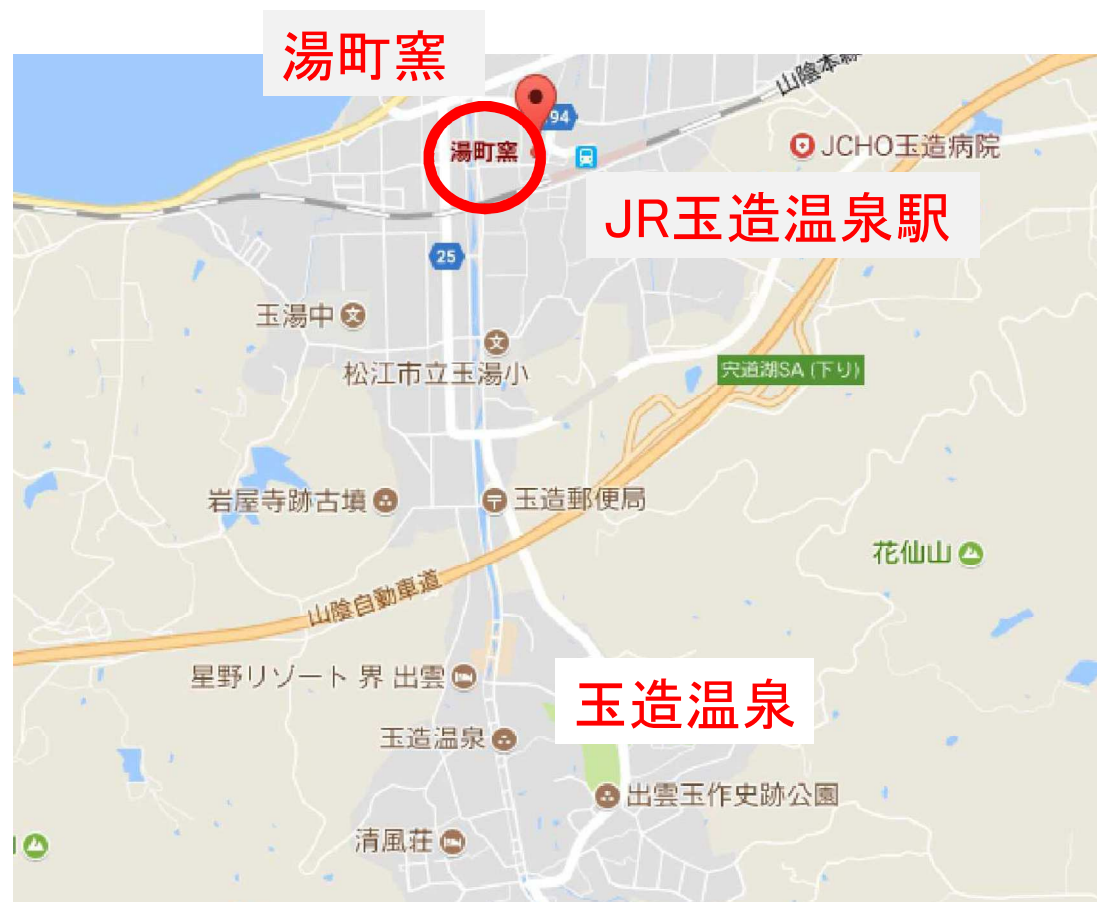 湯町窯
山陰本線
94
湯町窯
JCHO玉造病院
JR玉造温泉駅
25
玉湯中
文
文
松江市立玉湯小
宍道湖SA (下り)
岩屋寺跡古墳
玉造郵便局
花仙山
山陰自動車道
星野リゾート 界 出雲
玉造温泉
玉造温泉
出雲玉作史跡公園
清風荘